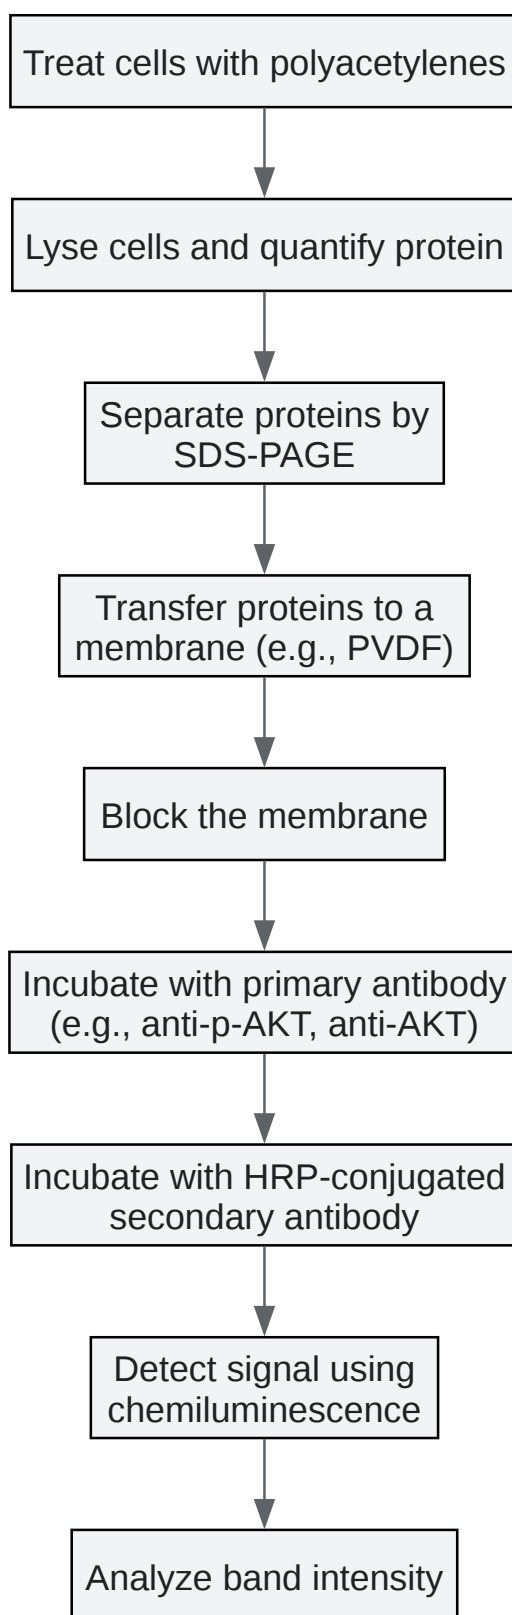 Treat cells with polyacetylenes
Lyse cells and quantify protein
Separate proteins by
SDS-PAGE
Transfer proteins to a
membrane (e.g., PVDF)
Block the membrane
Incubate with primary antibody
(e.g., anti-p-AKT, anti-AKT)
Incubate with HRP-conjugated
secondary antibody
Detect signal using
chemiluminescence
Analyze band intensity